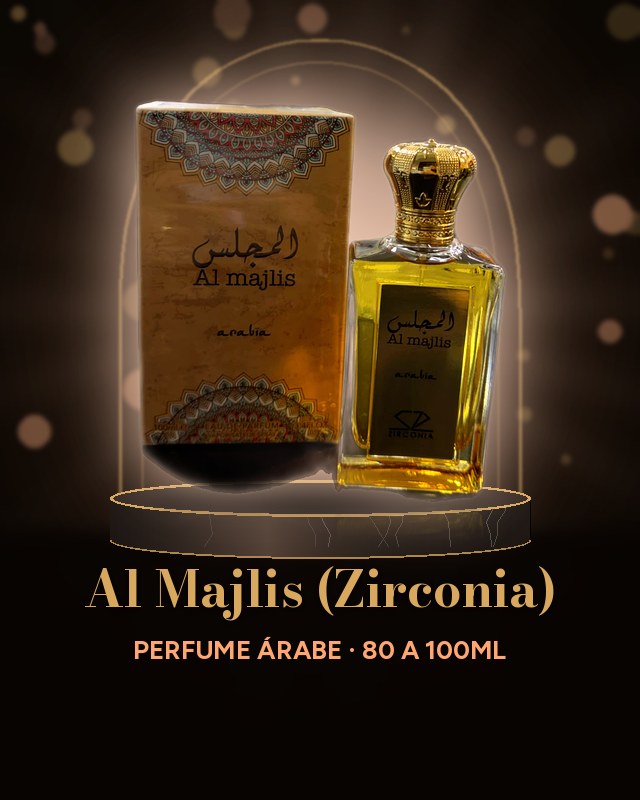 المجلس
Al majlis
arabia
المجلس
Al majlis
arabia
ZIRCONIA
Al Majlis (Zirconia)
PERFUME ÁRABE · 80 A 100ML